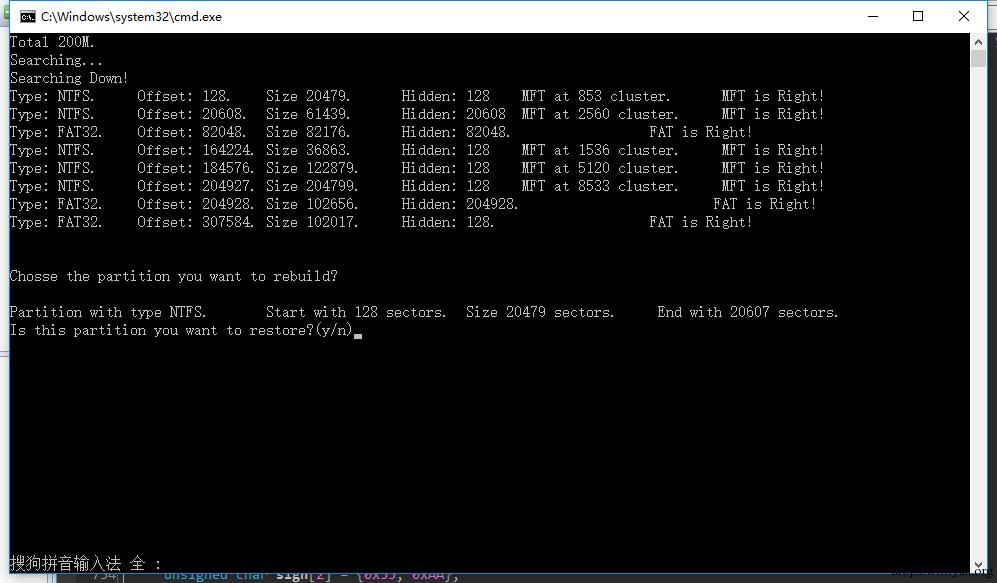 C:\Windows\system32\cmd.exe
Total 200M.
Searching...
Searching Down!
Type: NTFS. Offset: 128. Size 20479. Hidden: 128 MFT at 853 cluster. MFT is Right!
Type: NTFS. Offset: 20608. Size 61439. Hidden: 20608 MFT at 2560 cluster. MFT is Right!
Type: FAT32. Offset: 82048. Size 82176. Hidden: 82048. FAT is Right!
Type: NTFS. Offset: 164224. Size 36863. Hidden: 128 MFT at 1536 cluster. MFT is Right!
Type: NTFS. Offset: 184576. Size 122879. Hidden: 128 MFT at 5120 cluster. MFT is Right!
Type: NTFS. Offset: 204927. Size 204799. Hidden: 128 MFT at 8533 cluster. MFT is Right!
Type: FAT32. Offset: 204928. Size 102656. Hidden: 204928. FAT is Right!
Type: FAT32. Offset: 307584. Size 102017. Hidden: 128. FAT is Right!
Chosse the partition you want to rebuild?
Partition with type NTFS. Start with 128 sectors. Size 20479 sectors. End with 20607 sectors.
Is this partition you want to restore?(y/n)
搜狗拼音输入法 全 :
754 unsigned char sign[2] = {0x55, 0xAA};